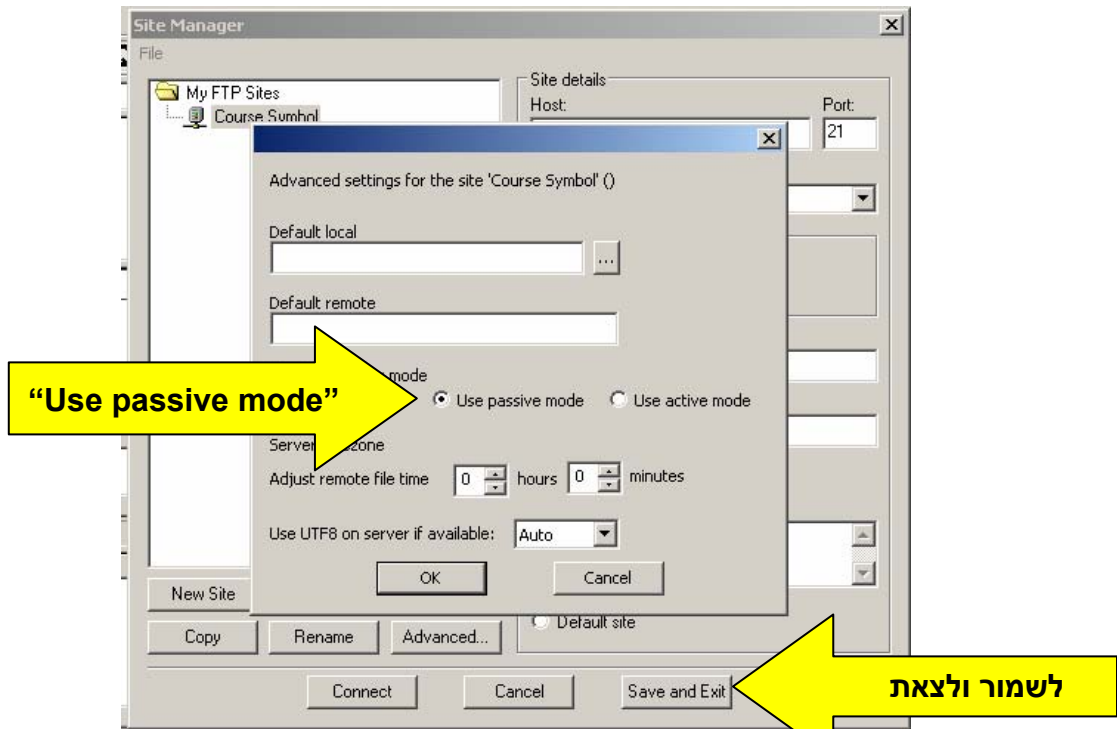 Site Manager
File
My FTP Sites
Course Symbol
Site details
Host:
Port:
21
Advanced settings for the site 'Course Symbol' ()
Default local
...
Default remote
mode
“Use passive mode”
Use passive mode
Use active mode
Server
Adjust remote file time 0 hours 0 minutes
Use UTF8 on server if available: Auto
OK
Cancel
New Site
Default site
Copy
Rename
Advanced...
Connect
Cancel
Save and Exit
לשמור ולצאת